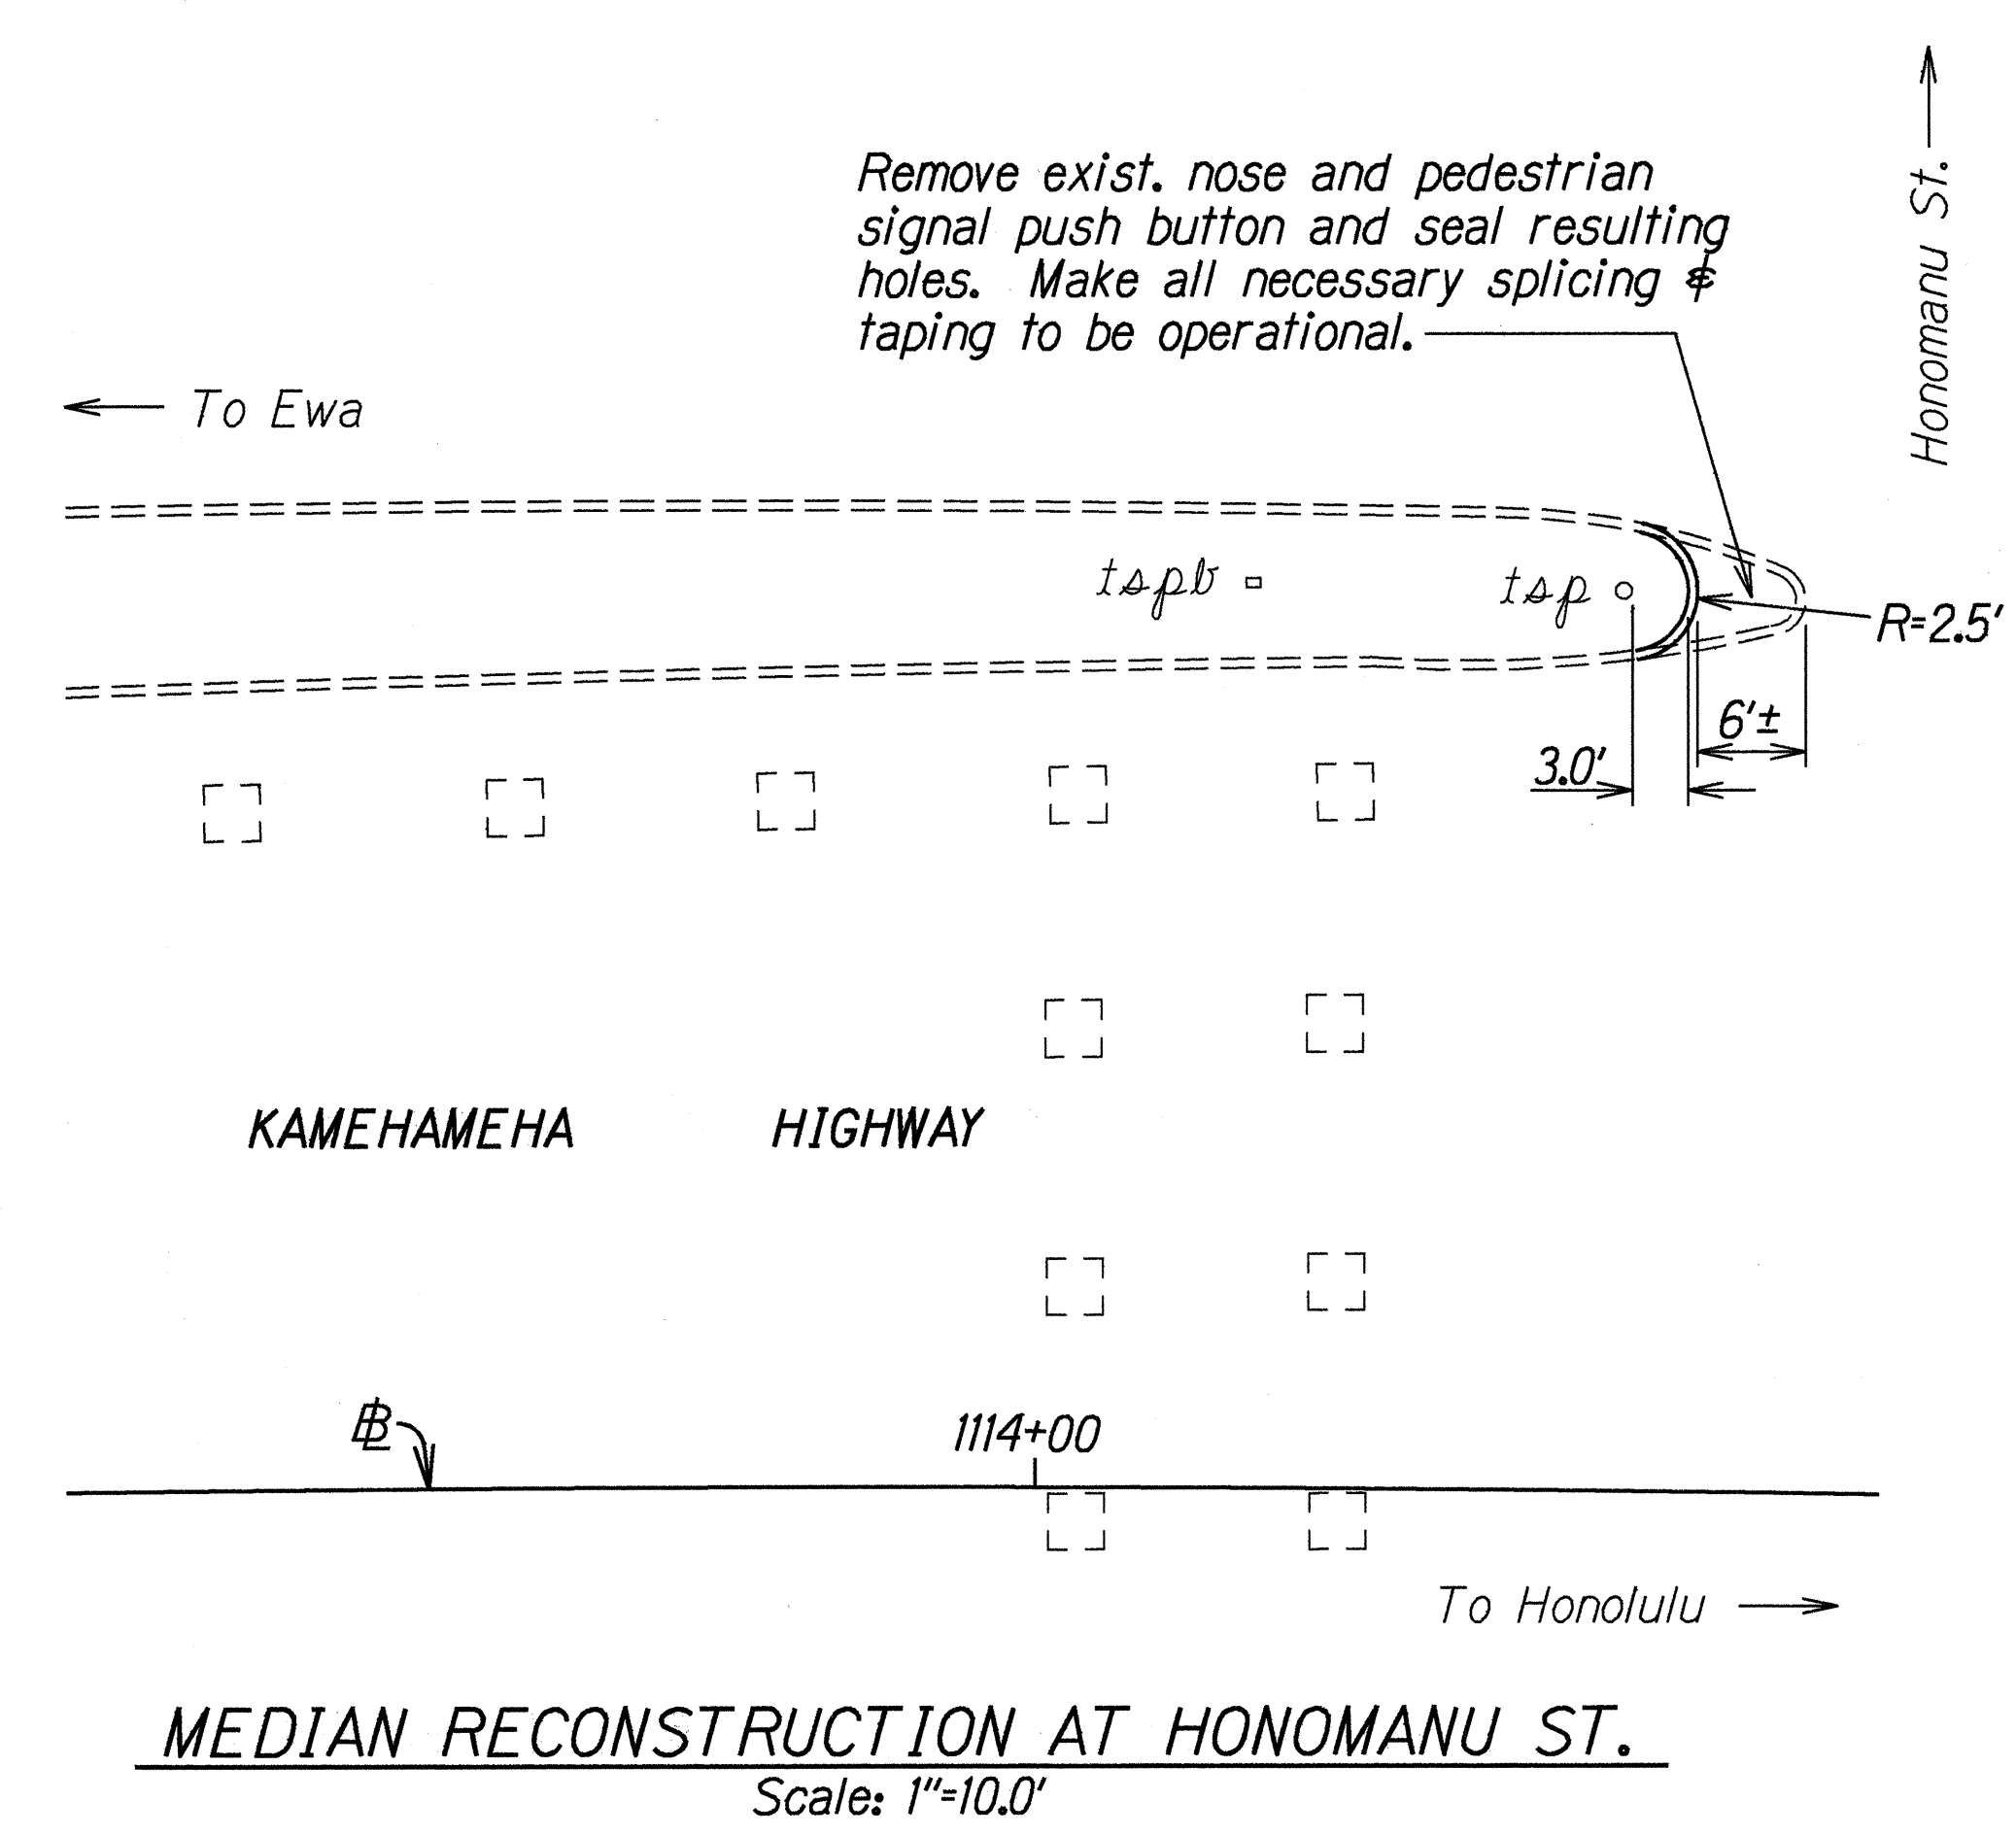 Remove exist. nose and pedestrian
signal push button and seal resulting
holes. Make all necessary splicing &
taping to be operational.
Honomanu St.
To Ewa
tspb
tsp
R=2.5'
6'±
3.0'
KAMEHAMEHA HIGHWAY
BL
1114+00
To Honolulu
MEDIAN RECONSTRUCTION AT HONOMANU ST.
Scale: 1"=10.0'